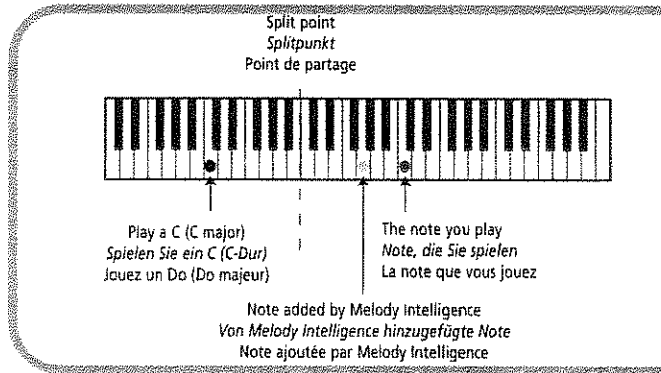 Split point
Splitpunkt
Point de partage
Play a C (C major)
Spielen Sie ein C (C-Dur)
Jouez un Do (Do majeur)
The note you play
Note, die Sie spielen
La note que vous jouez
Note added by Melody Intelligence
Von Melody Intelligence hinzugefügte Note
Note ajoutée par Melody Intelligence